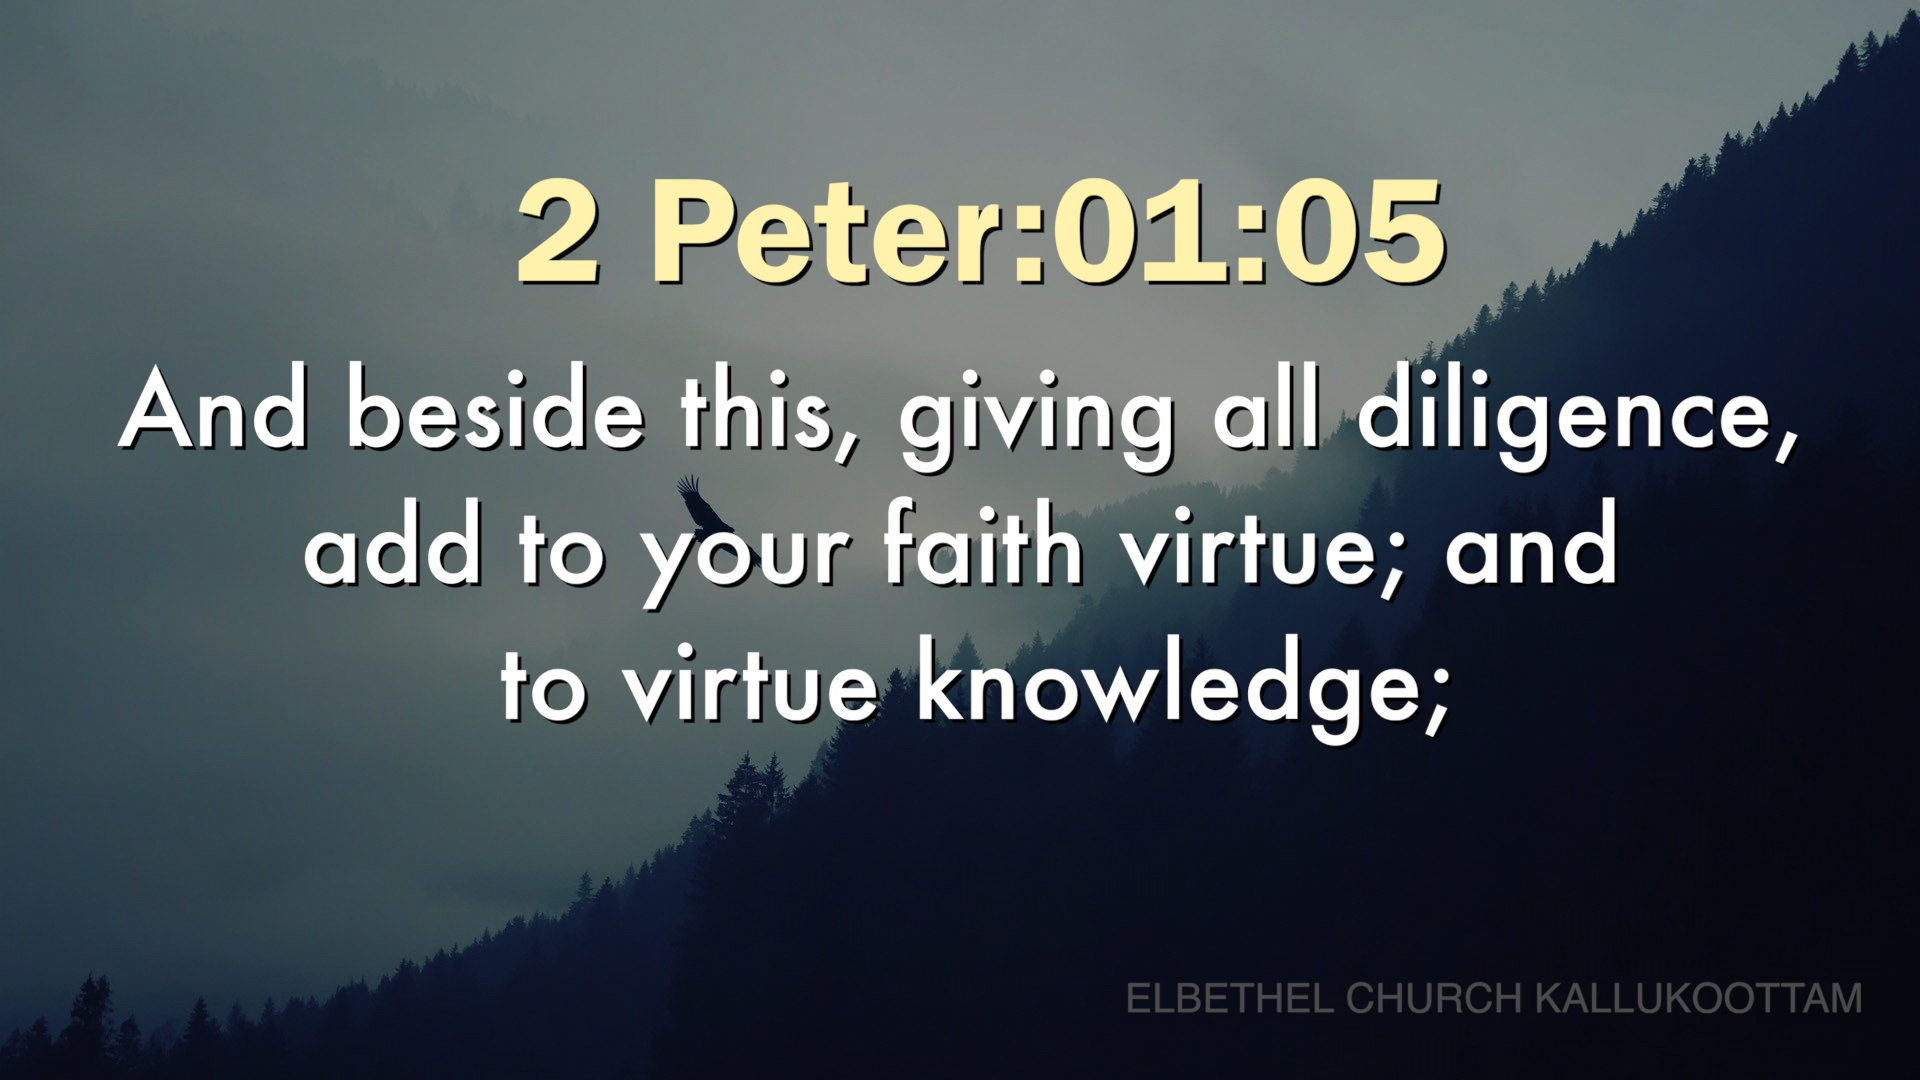 2 Peter:01:05
And beside this, giving all diligence,
add to your faith virtue; and
to virtue knowledge;
ELBETHEL CHURCH KALLUKOOTTAM